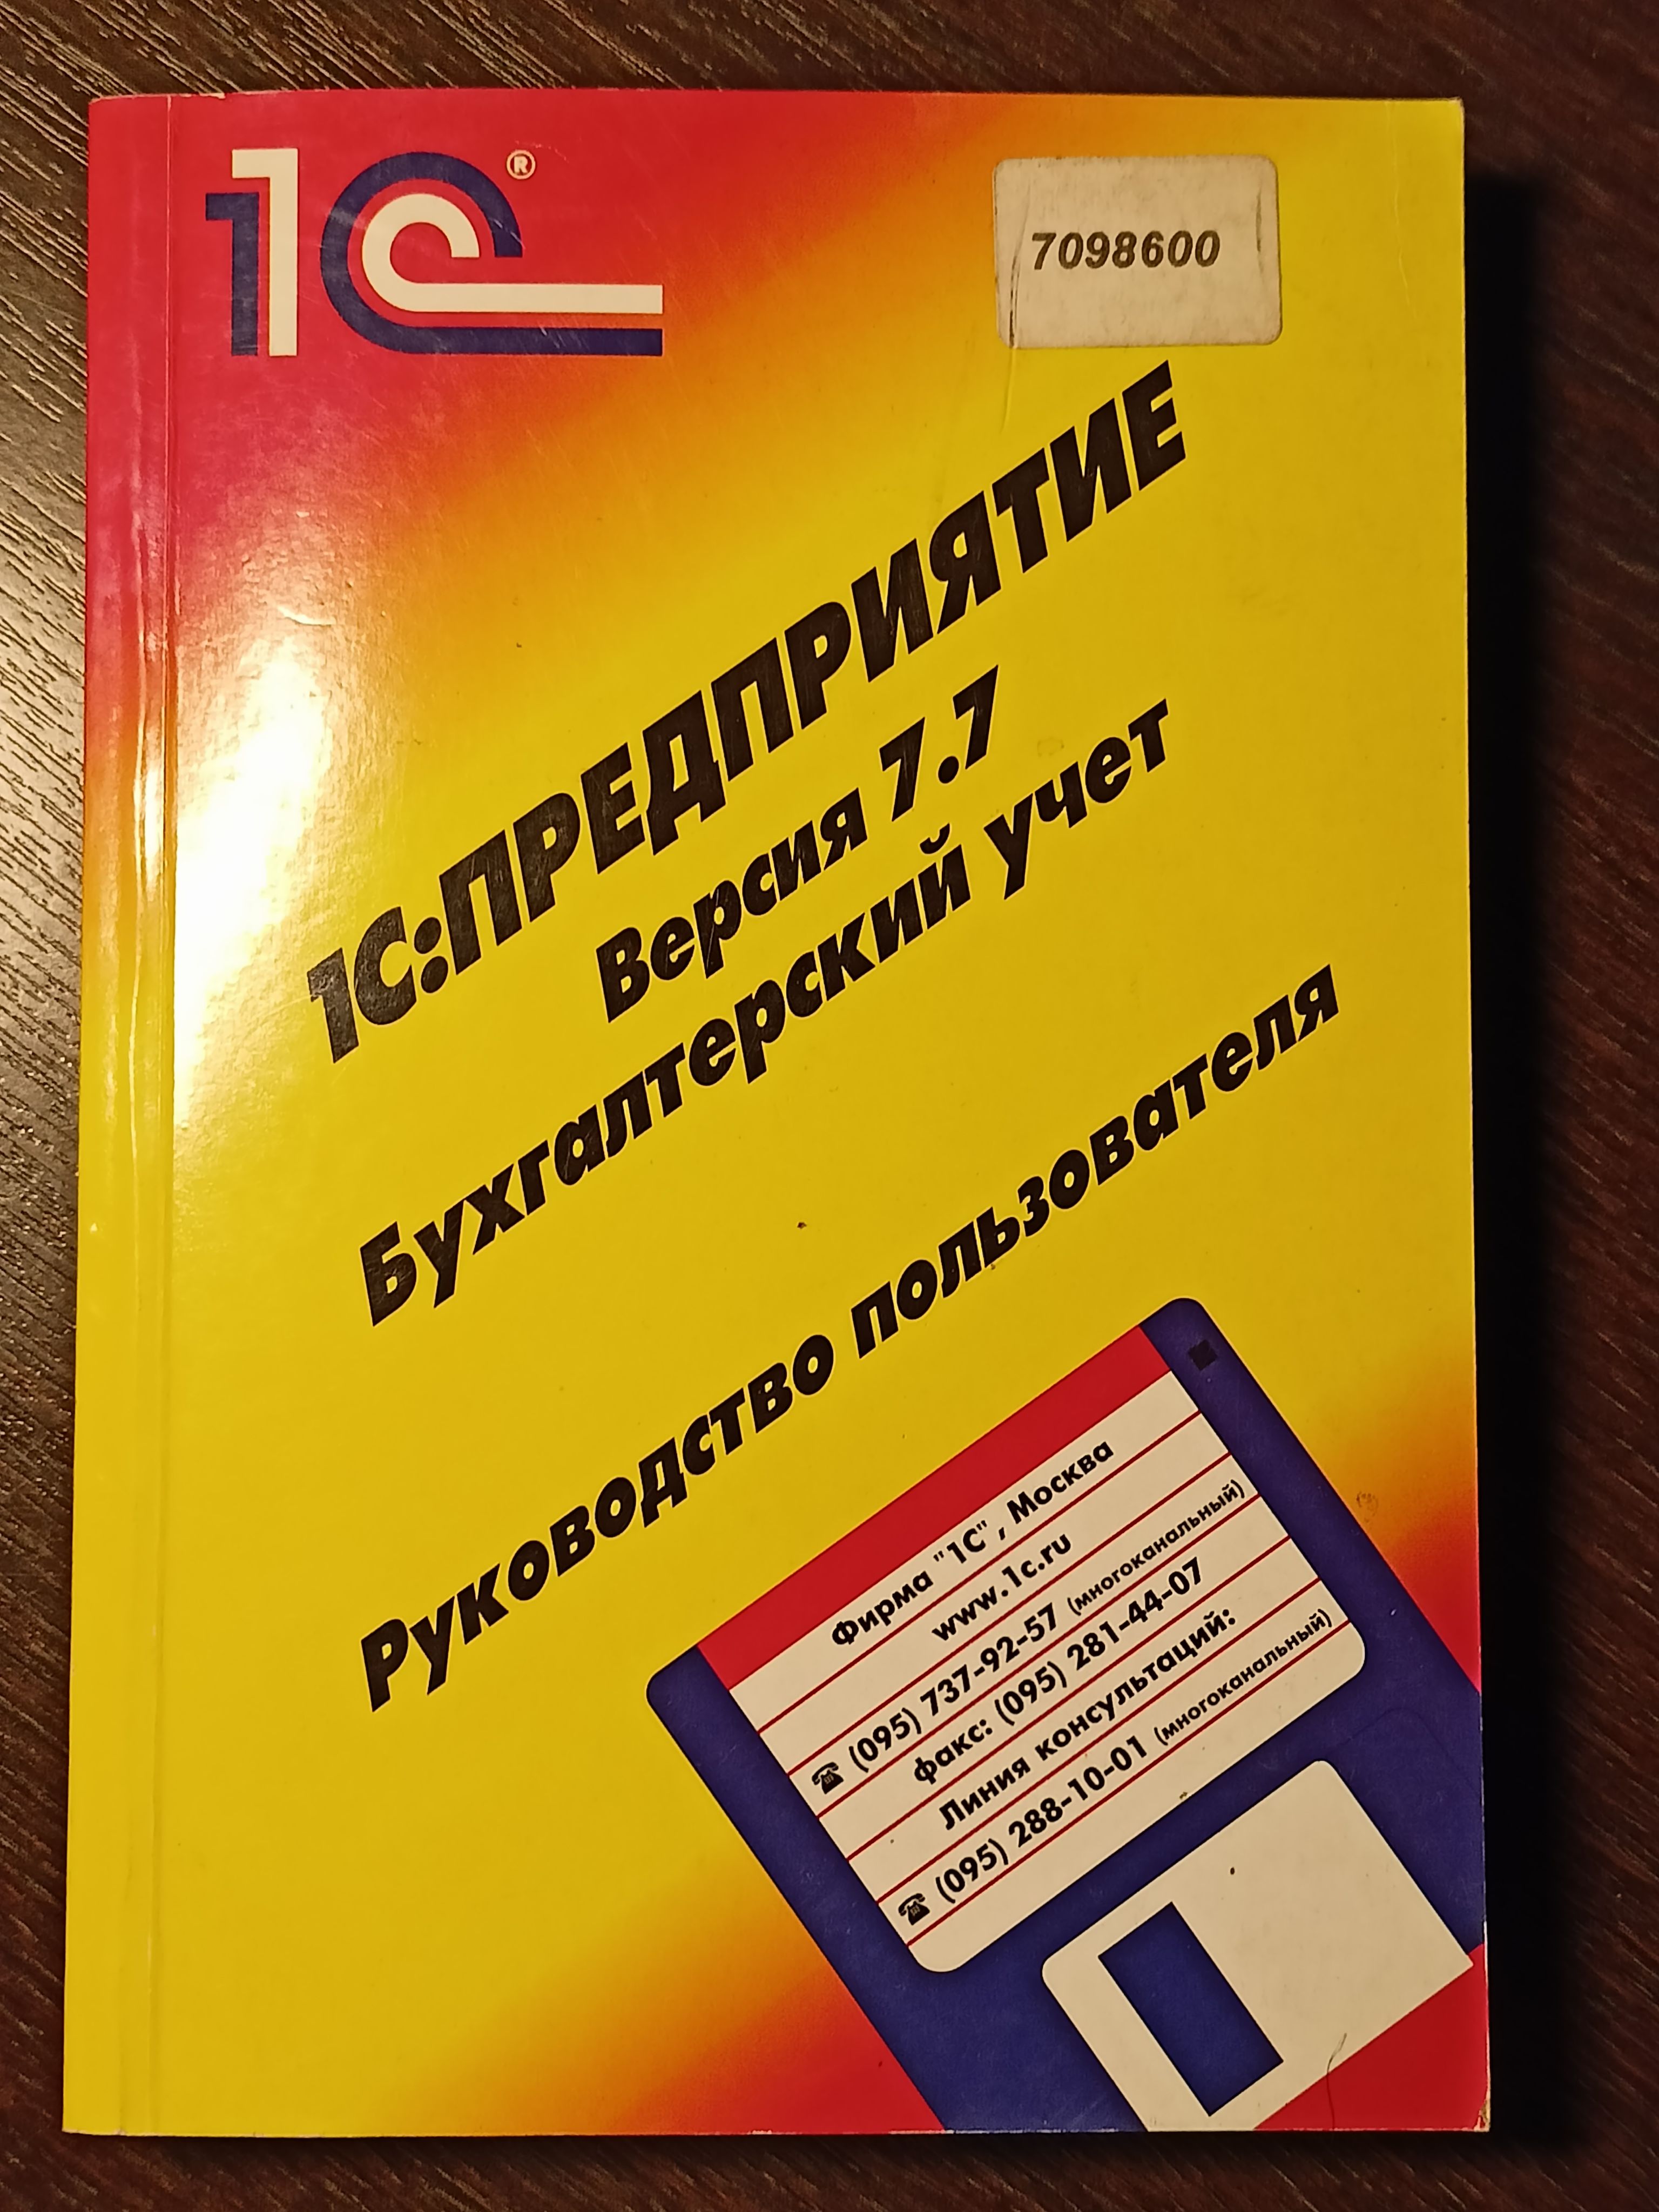 1С®
7098600
1С:ПРЕДПРИЯТИЕ
Версия 7.7
Бухгалтерский учет
Руководство пользователя
Фирма "1С", Москва
www.1c.ru
☎ (095) 737-92-57 (многоканальный)
факс: (095) 281-44-07
Линия консультаций:
☎ (095) 288-10-01 (многоканальный)